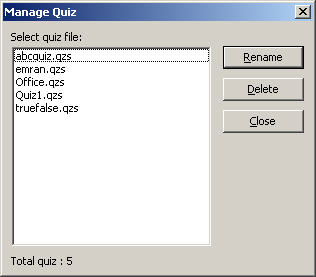 Manage Quiz
Select quiz file:
abcquiz.qzs
emran.qzs
Office.qzs
Quiz1.qzs
truefalse.qzs
Rename
Delete
Close
Total quiz : 5